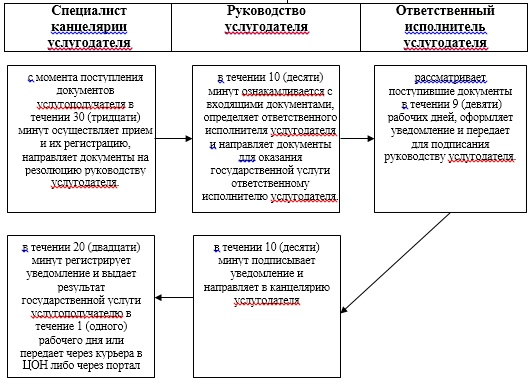 Специалист
канцелярии
услугодателя
Руководство
услугодателя
Ответственный
исполнитель
услугодателя
с момента поступления
документов
услугополучателя в
течении 30 (тридцати)
минут осуществляет прием
и их регистрацию,
направляет документы на
резолюцию руководству
услугодателя.
в течении 10 (десяти)
минут ознакамливается с
входящими документами,
определяет ответственного
исполнителя услугодателя
и направляет документы
для оказания
государственной услуги
ответственному
исполнителю услугодателя.
рассматривает
поступившие документы
в течении 9 (девяти)
рабочих дней, оформляет
уведомление и передает
для подписания
руководству услугодателя.
в течении 20 (двадцати)
минут регистрирует
уведомление и выдает
результат
государственной услуги
услугополучателю в
течение 1 (одного)
рабочего дня или
передает через курьера в
ЦОН либо через портал
в течении 10 (десяти)
минут подписывает
уведомление и
направляет в канцелярию
услугодателя